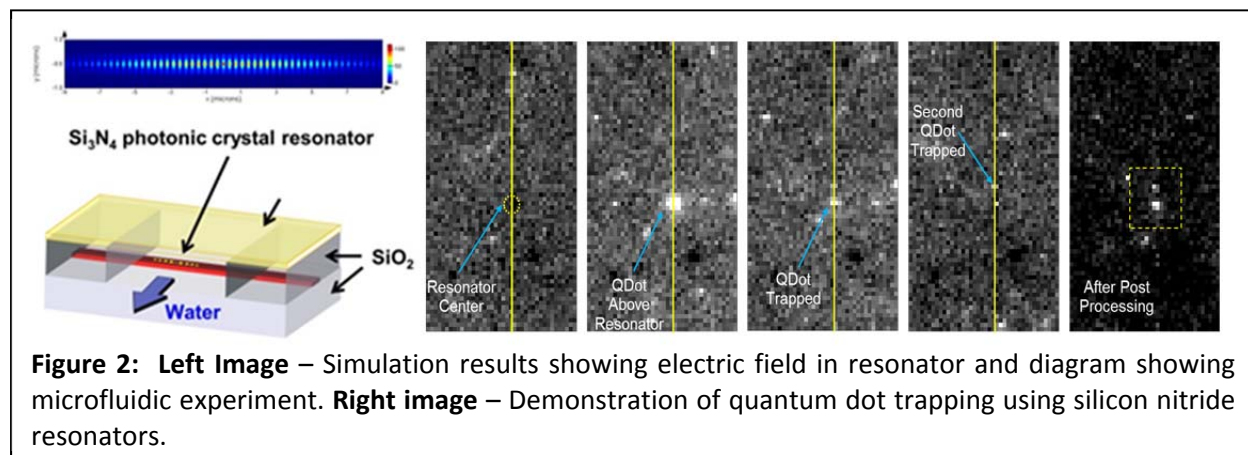 Si₃N₄ photonic crystal resonator
SiO₂
Water
Resonator
Center
QDot
Above
Resonator
QDot
Trapped
Second
QDot
Trapped
After Post
Processing
Figure 2: Left Image – Simulation results showing electric field in resonator and diagram showing
microfluidic experiment. Right image – Demonstration of quantum dot trapping using silicon nitride
resonators.